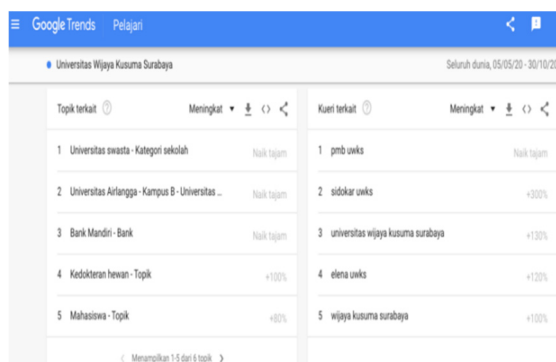 Google Trends Pelajari
Universitas Wijaya Kusuma Surabaya
Seluruh dunia, 05/05/20 - 30/10/20
Topik terkait
Meningkat
1 Universitas swasta - Kategori sekolah Naik tajam
2 Universitas Airlangga - Kampus B - Universitas ... Naik tajam
3 Bank Mandiri - Bank Naik tajam
4 Kedokteran hewan - Topik +100%
5 Mahasiswa - Topik +80%
Menampilkan 1-5 dari 6 topik
Kueri terkait
Meningkat
1 pmb uwks Naik tajam
2 sidokar uwks +300%
3 universitas wijaya kusuma surabaya +130%
4 elena uwks +120%
5 wijaya kusuma surabaya +100%